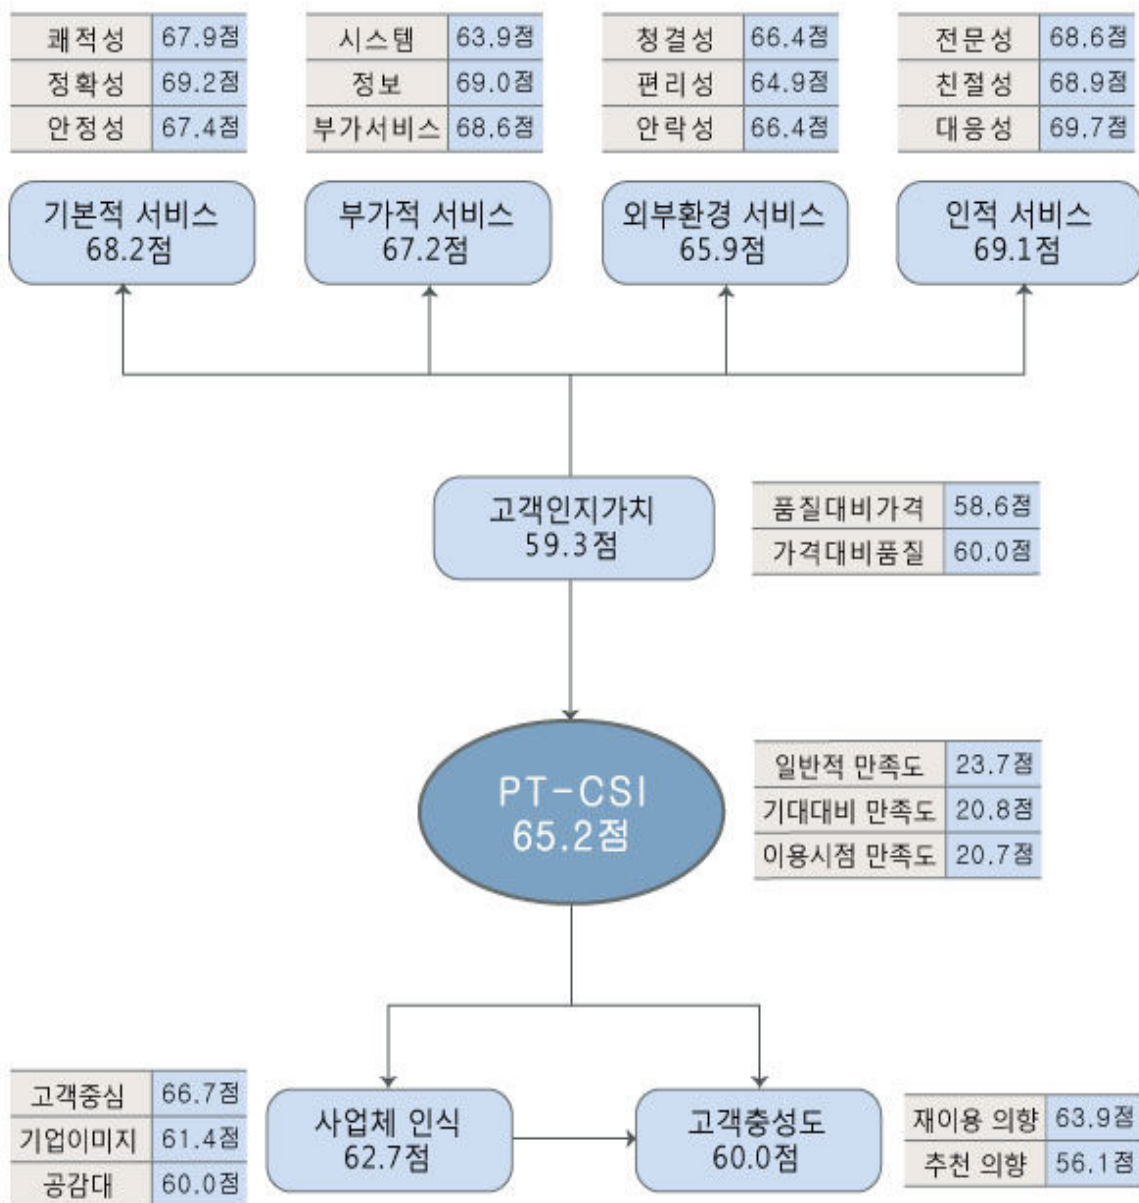 쾌적성 67.9점
정확성 69.2점
안정성 67.4점
시스템 63.9점
정보 69.0점
부가서비스 68.6점
청결성 66.4점
편리성 64.9점
안락성 66.4점
전문성 68.6점
친절성 68.9점
대응성 69.7점
기본적 서비스
68.2점
부가적 서비스
67.2점
외부환경 서비스
65.9점
인적 서비스
69.1점
고객인지가치
59.3점
품질대비가격 58.6점
가격대비품질 60.0점
PT-CSI
65.2점
일반적 만족도 23.7점
기대대비 만족도 20.8점
이용시점 만족도 20.7점
고객중심 66.7점
기업이미지 61.4점
공감대 60.0점
사업체 인식
62.7점
고객충성도
60.0점
재이용 의향 63.9점
추천 의향 56.1점